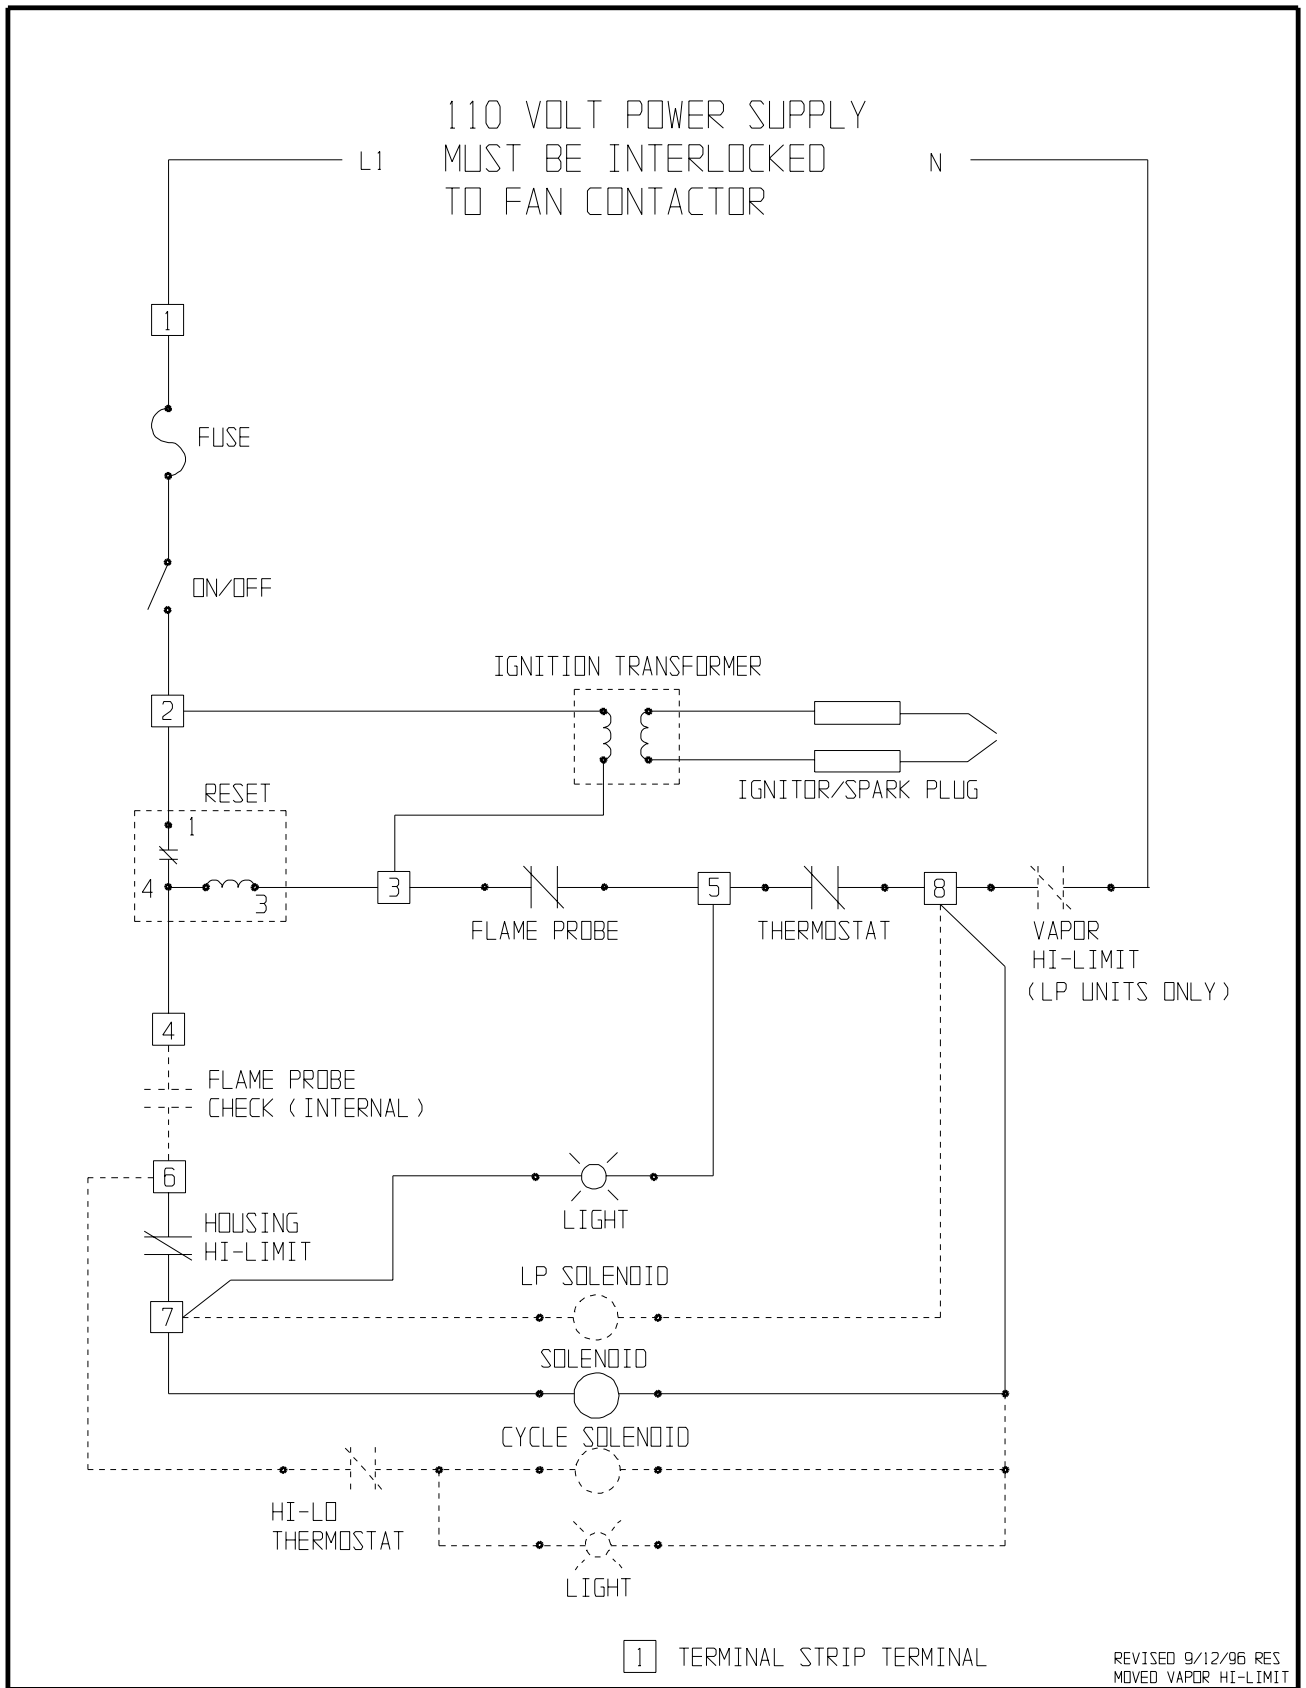 110 VOLT POWER SUPPLY
L1 MUST BE INTERLOCKED N
TO FAN CONTACTOR
1
FUSE
ON/OFF
IGNITION TRANSFORMER
2
RESET
IGNITOR/SPARK PLUG
1
4
3
3
5
8
FLAME PROBE
THERMOSTAT
VAPOR
HI-LIMIT
(LP UNITS ONLY)
4
FLAME PROBE
CHECK (INTERNAL)
6
HOUSING
HI-LIMIT
LIGHT
LP SOLENOID
7
SOLENOID
CYCLE SOLENOID
HI-LO
THERMOSTAT
LIGHT
1 TERMINAL STRIP TERMINAL
REVISED 9/12/96 RES
MOVED VAPOR HI-LIMIT